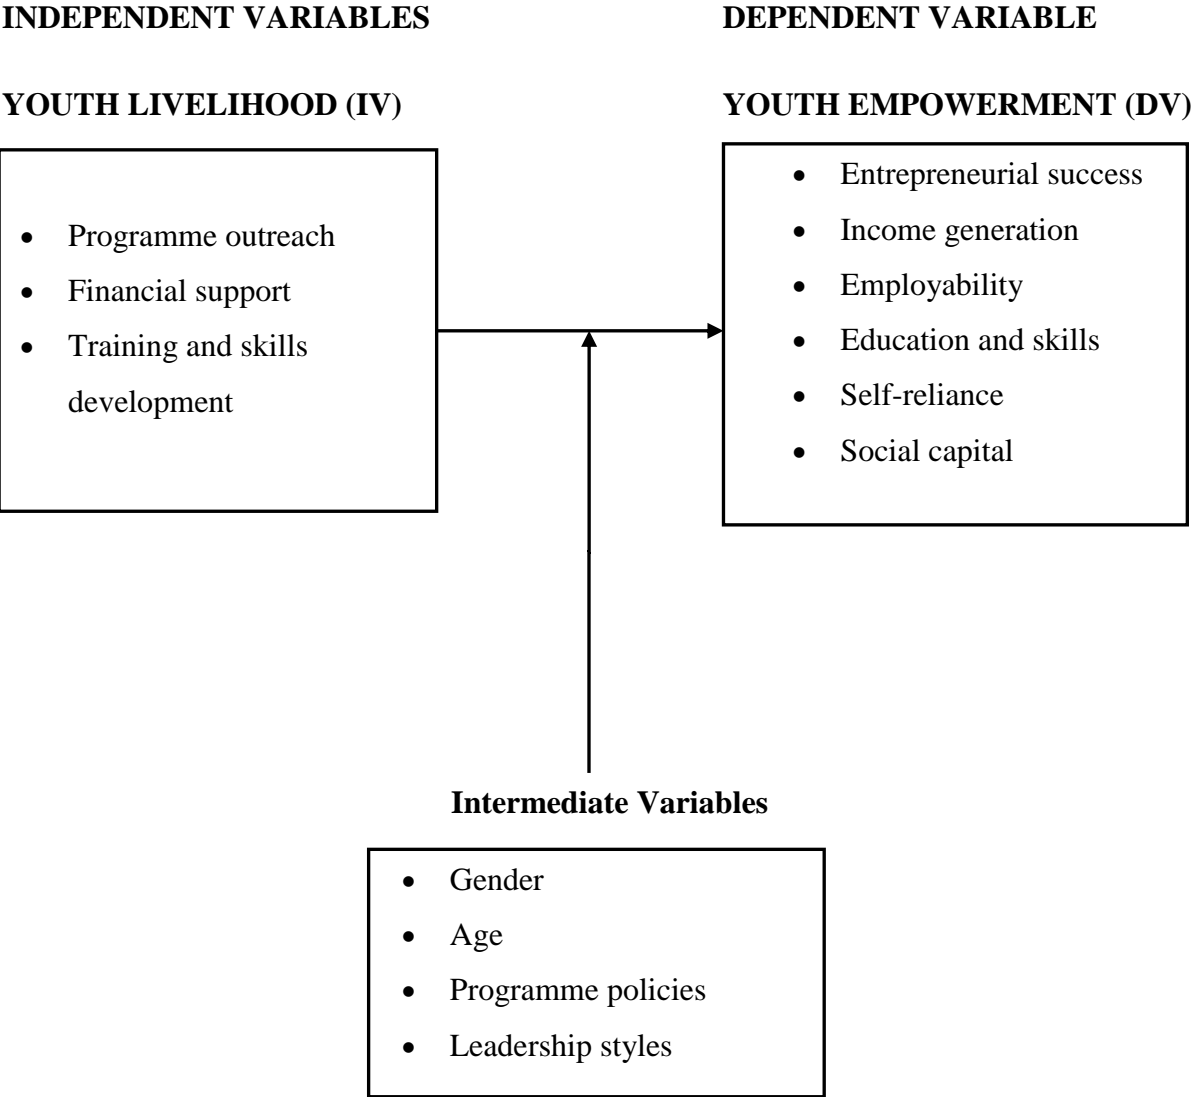 INDEPENDENT VARIABLES
DEPENDENT VARIABLE
YOUTH LIVELIHOOD (IV)
YOUTH EMPOWERMENT (DV)
• Programme outreach
• Financial support
• Training and skills
development
• Entrepreneurial success
• Income generation
• Employability
• Education and skills
• Self-reliance
• Social capital
Intermediate Variables
• Gender
• Age
• Programme policies
• Leadership styles